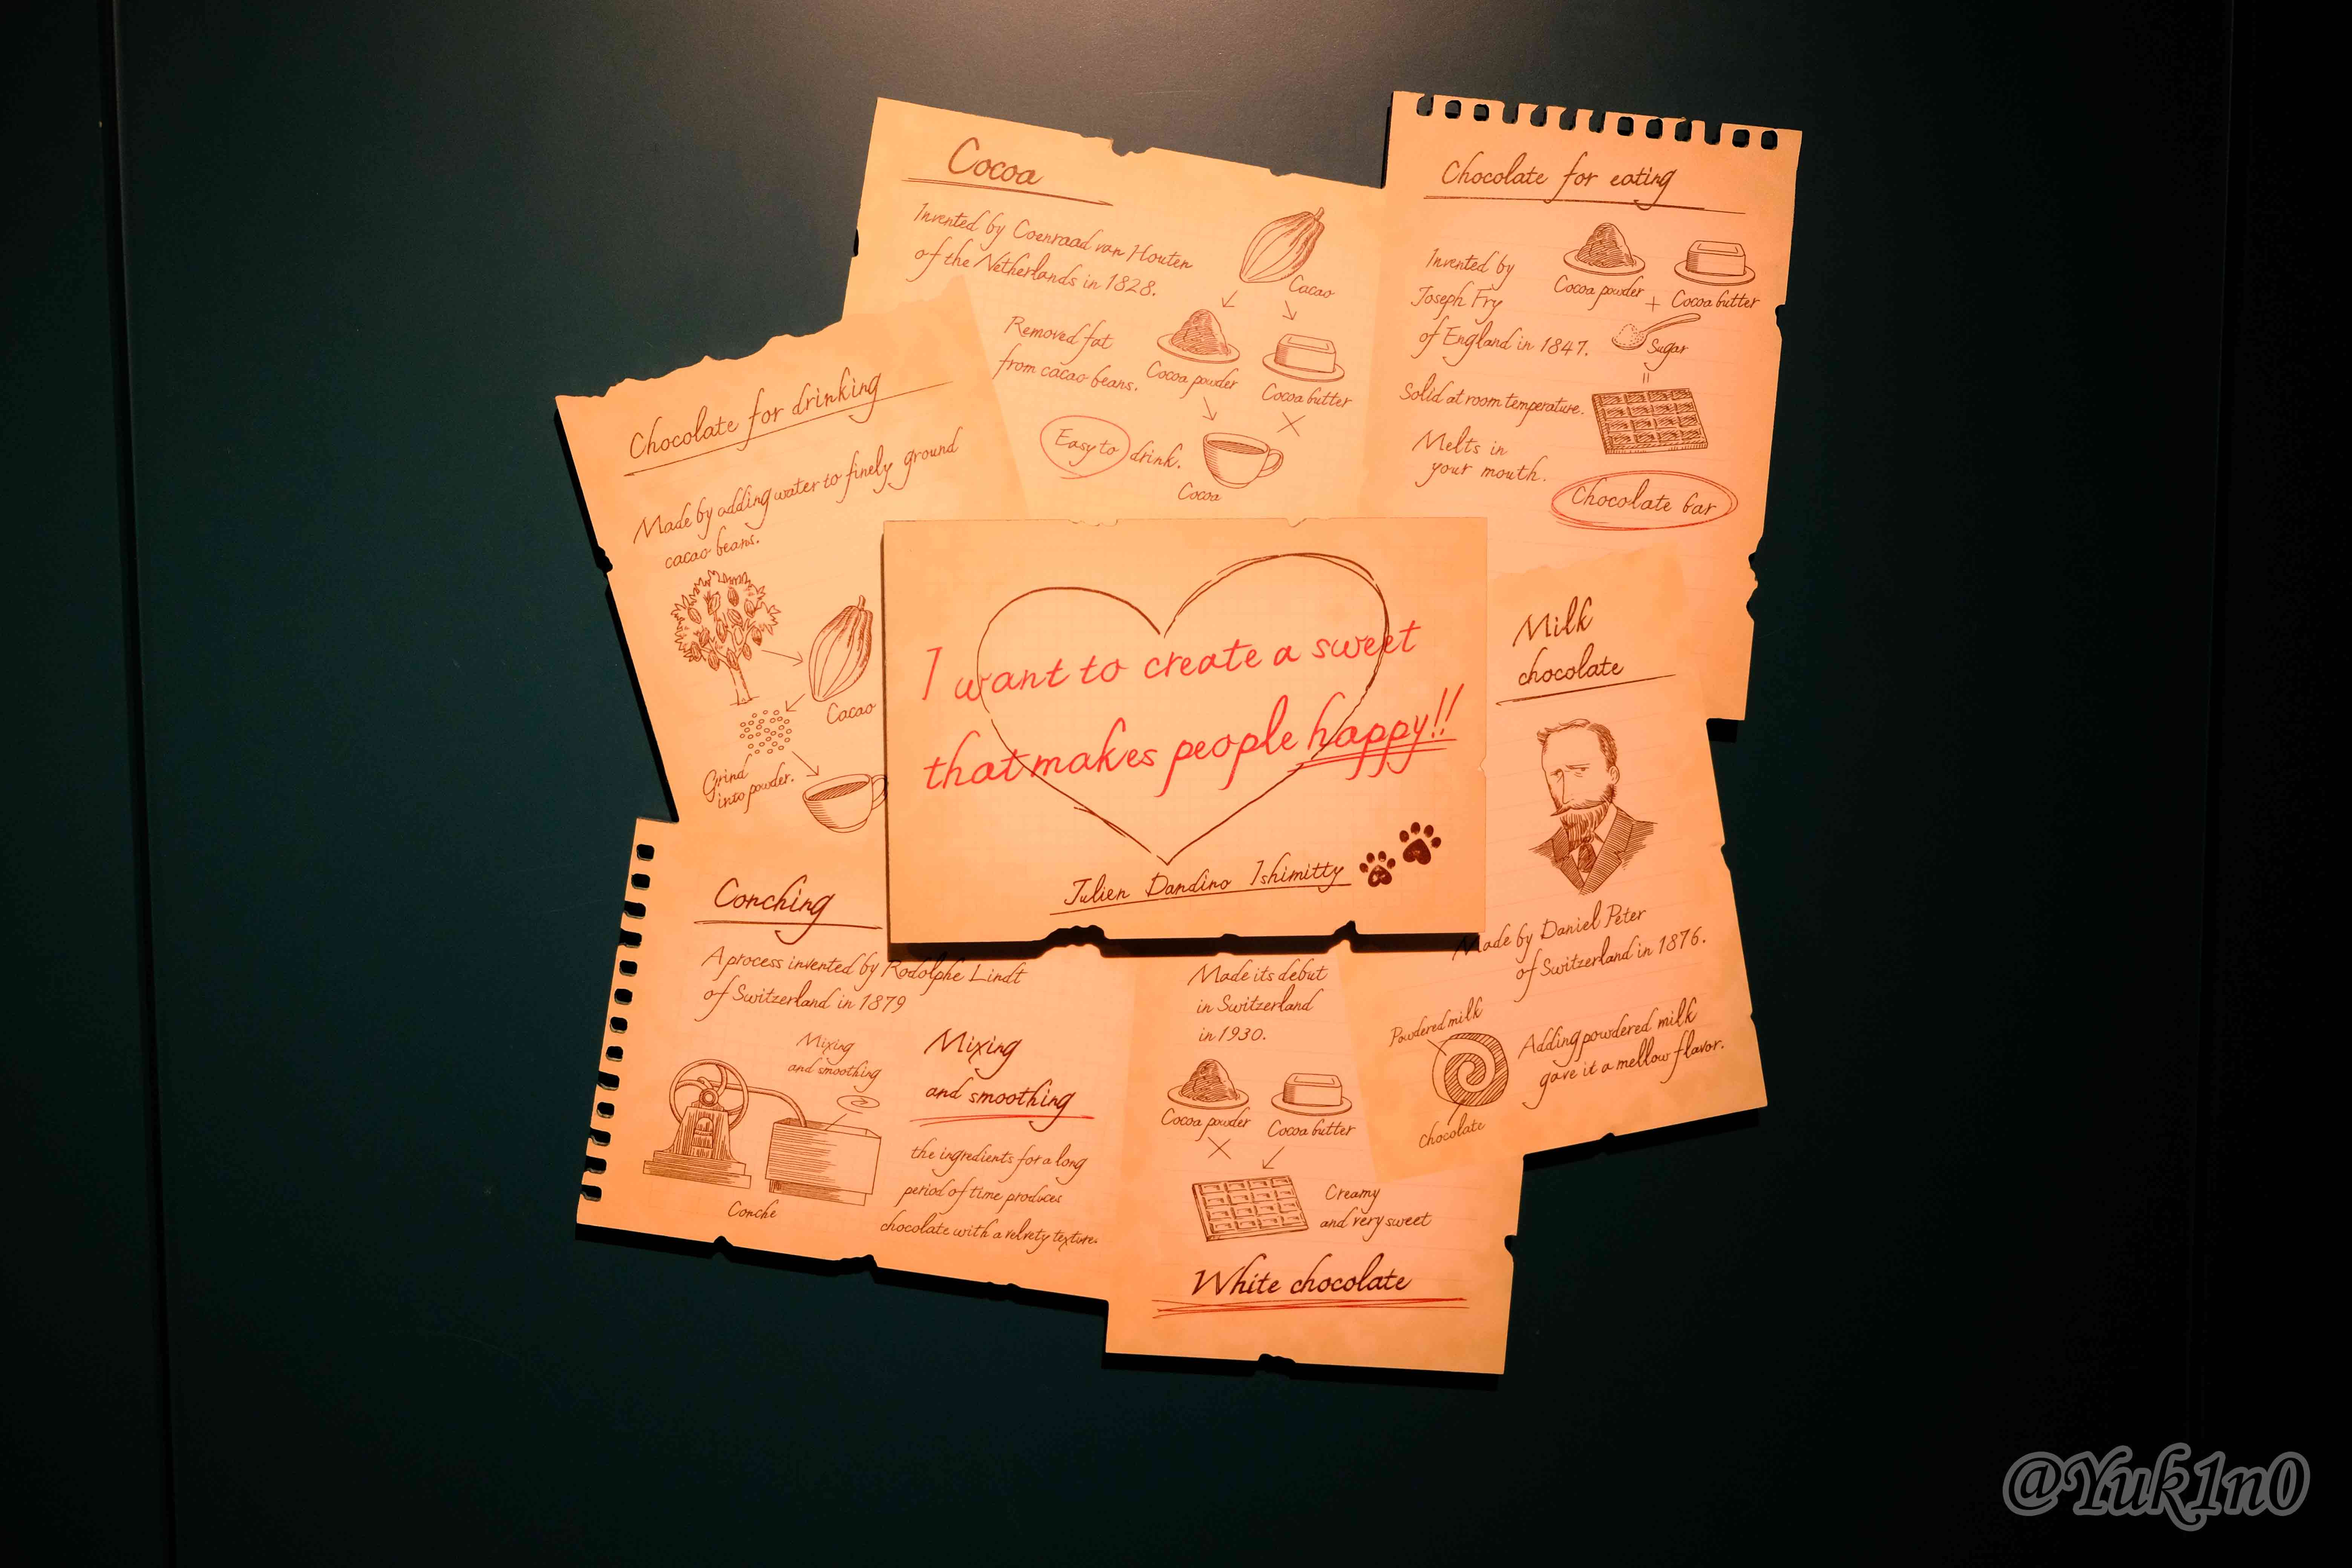 Cocoa
Invented by Coenraad van Houten
of the Netherlands in 1828.
Cacao
Removed fat
from cacao beans.
Cocoa powder
Cocoa butter
Easy to drink.
Cocoa
Chocolate for eating
Invented by
Joseph Fry
of England in 1847.
Cocoa powder
+
Cocoa butter
Sugar
=
Solid at room temperature.
Melts in
your mouth.
Chocolate bar
Chocolate for drinking
Made by adding water to finely ground
cacao beans.
Cacao
Grind
into powder.
I want to create a sweet
that makes people happy!!
Julien Dandino Ishimitty
Milk
chocolate
Made by Daniel Peter
of Switzerland in 1876.
Powdered milk
Chocolate
Adding powdered milk
gave it a mellow flavor.
Conching
A process invented by Rodolphe Lindt
of Switzerland in 1879
Mixing
and smoothing
Conche
Mixing
and smoothing
the ingredients for a long
period of time produces
chocolate with a velvety texture.
Made its debut
in Switzerland
in 1930.
Cocoa powder
Cocoa butter
Creamy
and very sweet
White chocolate
@Yuk1n0